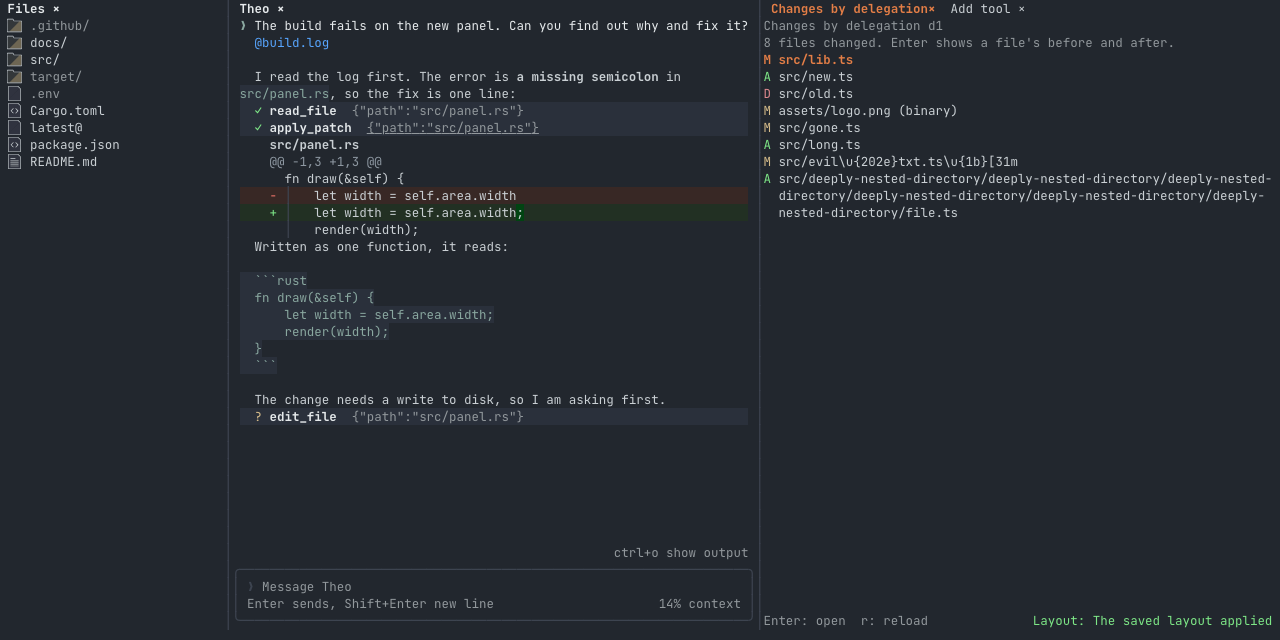 Files ×
.github/
docs/
src/
target/
.env
Cargo.toml
latest@
package.json
README.md
Theo ×
❫ The build fails on the new panel. Can you find out why and fix it?
@build.log
I read the log first. The error is a missing semicolon in
src/panel.rs, so the fix is one line:
✓ read_file  {"path":"src/panel.rs"}
✓ apply_patch  {"path":"src/panel.rs"}
src/panel.rs
@@ -1,3 +1,3 @@
fn draw(&self) {
-     let width = self.area.width
+     let width = self.area.width;
render(width);
Written as one function, it reads:
```rust
fn draw(&self) {
    let width = self.area.width;
    render(width);
}
```
The change needs a write to disk, so I am asking first.
? edit_file  {"path":"src/panel.rs"}
ctrl+o show output
❫ Message Theo
Enter sends, Shift+Enter new line
14% context
Changes by delegation×  Add tool ×
Changes by delegation d1
8 files changed. Enter shows a file's before and after.
M src/lib.ts
A src/new.ts
D src/old.ts
M assets/logo.png (binary)
M src/gone.ts
A src/long.ts
M src/evil\u{202e}txt.ts\u{1b}[31m
A src/deeply-nested-directory/deeply-nested-directory/deeply-nested-
directory/deeply-nested-directory/deeply-nested-directory/deeply-
nested-directory/file.ts
Enter: open  r: reload
Layout: The saved layout applied